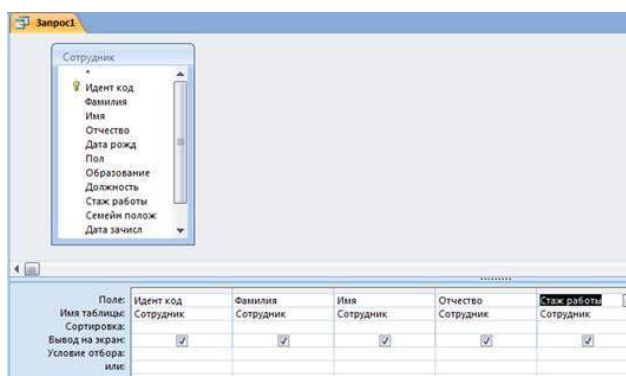 Запрос1
Сотрудник
*
Идент код
Фамилия
Имя
Отчество
Дата рожд
Пол
Образование
Должность
Стаж работы
Семейн полож
Дата зачисл
Поле: Идент код Фамилия Имя Отчество Стаж работы
Имя таблицы: Сотрудник Сотрудник Сотрудник Сотрудник Сотрудник
Сортировка:
Вывод на экран:
Условие отбора:
или: